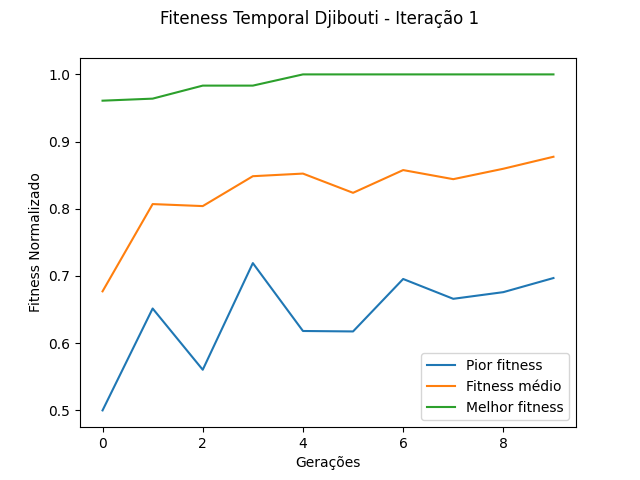 Fiteness Temporal Djibouti - Iteração 1
Fitness Normalizado
1.0
0.9
0.8
0.7
0.6
0.5
0 2 4 6 8
Gerações
Pior fitness
Fitness médio
Melhor fitness